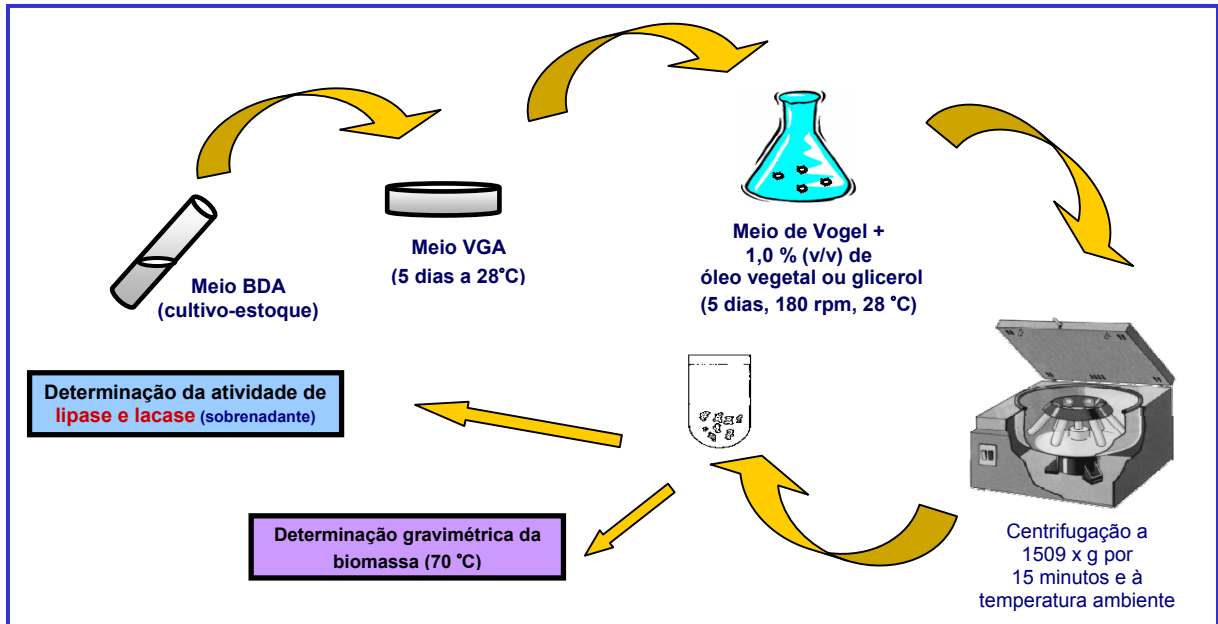 Meio BDA
(cultivo-estoque)
Meio VGA
(5 dias a 28°C)
Meio de Vogel +
1,0 % (v/v) de
óleo vegetal ou glicerol
(5 dias, 180 rpm, 28 °C)
Centrifugação a
1509 x g por
15 minutos e à
temperatura ambiente
Determinação da atividade de
lipase e lacase (sobrenadante)
Determinação gravimétrica da
biomassa (70 °C)